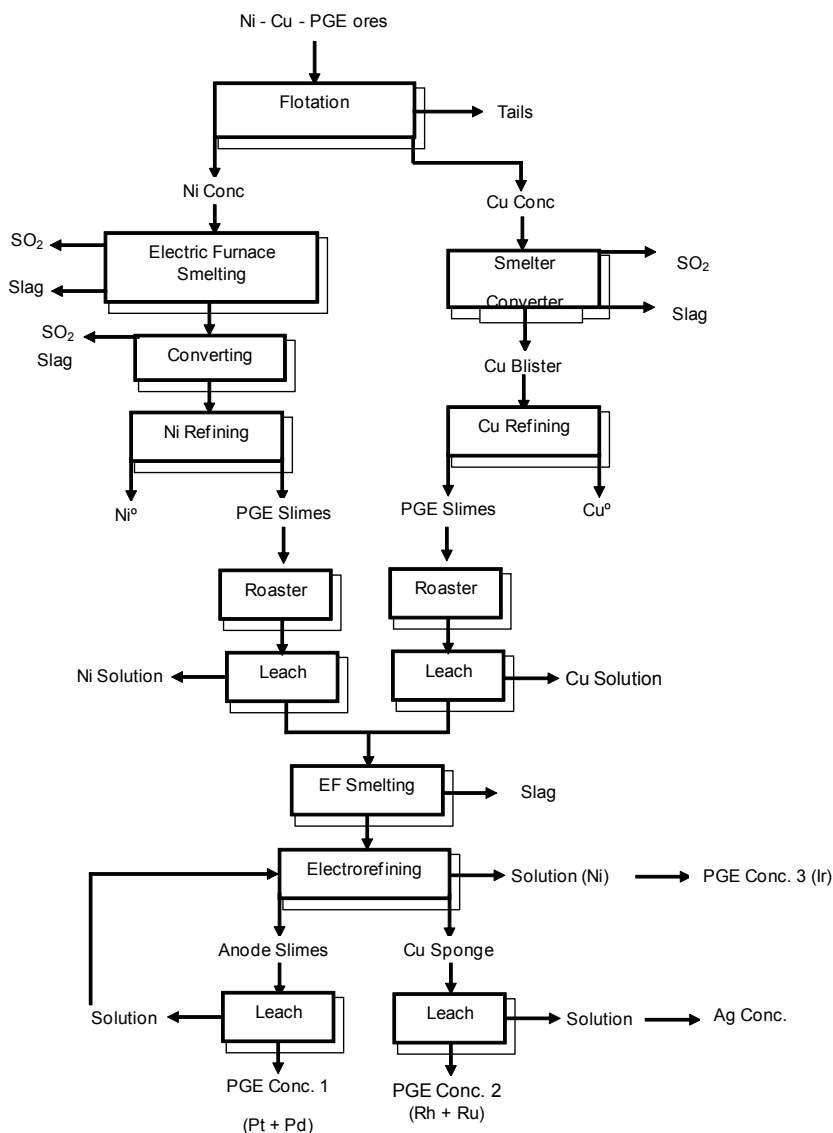 Ni - Cu - PGE ores
Flotation
Tails
Ni Conc
Cu Conc
SO₂
Electric Furnace
Smelting
Slag
Smelter
Converter
SO₂
Slag
SO₂
Slag
Converting
Cu Blister
Ni Refining
Cu Refining
Niº
PGE Slimes
PGE Slimes
Cuº
Roaster
Roaster
Ni Solution
Leach
Leach
Cu Solution
EF Smelting
Slag
Electrorefining
Solution (Ni)
PGE Conc. 3 (Ir)
Anode Slimes
Cu Sponge
Solution
Leach
Leach
Solution
Ag Conc.
PGE Conc. 1
(Pt + Pd)
PGE Conc. 2
(Rh + Ru)